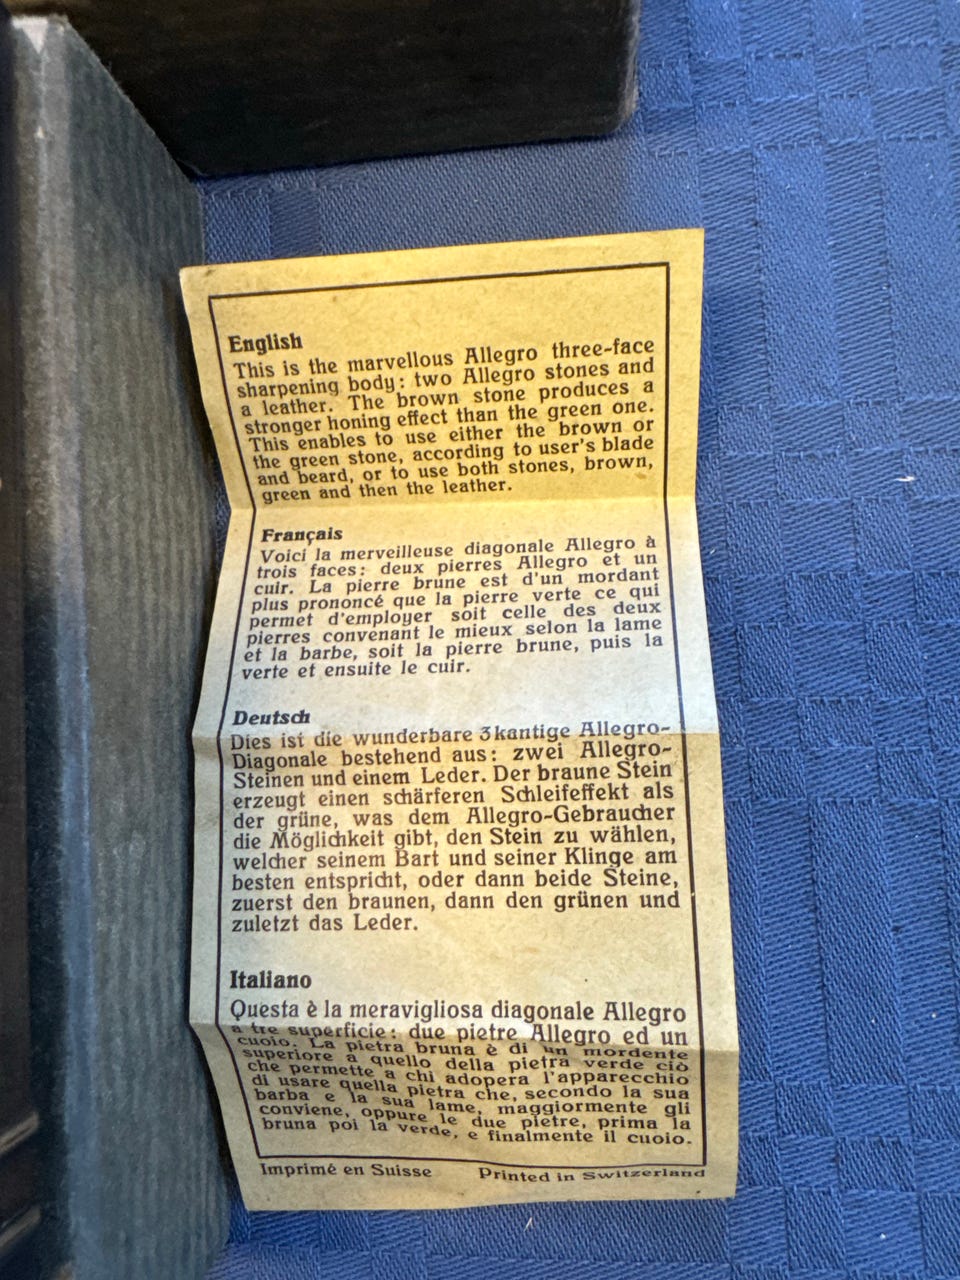 English
This is the marvellous Allegro three-face
sharpening body: two Allegro stones and
a leather. The brown stone produces a
stronger honing effect than the green one.
This enables to use either the brown or
the green stone, according to user's blade
and beard, or to use both stones, brown,
green and then the leather.
Français
Voici la merveilleuse diagonale Allegro à
trois faces: deux pierres Allegro et un
cuir. La pierre brune est d'un mordant
plus prononcé que la pierre verte ce qui
permet d'employer soit celle des deux
pierres convenant le mieux selon la lame
et la barbe, soit la pierre brune, puis la
verte et ensuite le cuir.
Deutsch
Dies ist die wunderbare 3kantige Allegro-
Diagonale bestehend aus: zwei Allegro-
Steinen und einem Leder. Der braune Stein
erzeugt einen schärferen Schleifeffekt als
der grüne, was dem Allegro-Gebraucher
die Möglichkeit gibt, den Stein zu wählen,
welcher seinem Bart und seiner Klinge am
besten entspricht, oder dann beide Steine,
zuerst den braunen, dann den grünen und
zuletzt das Leder.
Italiano
Questa è la meravigliosa diagonale Allegro
a tre superficie: due pietre Allegro ed un
cuoio. La pietra bruna è di un mordente
superiore a quello della pietra verde ciò
che permette a chi adopera l'apparecchio
di usare quella pietra che, secondo la sua
barba e la sua lame, maggiormente gli
conviene, oppure le due pietre, prima la
bruna poi la verde, e finalmente il cuoio.
Imprimé en Suisse Printed in Switzerland